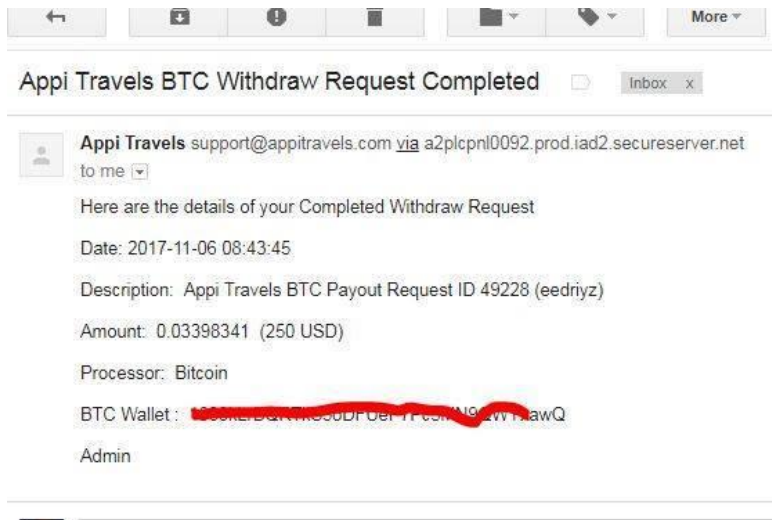 More
Appi Travels BTC Withdraw Request Completed
Inbox x
Appi Travels support@appitravels.com via a2plcpnl0092.prod.iad2.secureserver.net
to me
Here are the details of your Completed Withdraw Request
Date: 2017-11-06 08:43:45
Description: Appi Travels BTC Payout Request ID 49228 (eedriyz)
Amount: 0.03398341 (250 USD)
Processor: Bitcoin
BTC Wallet :
Admin